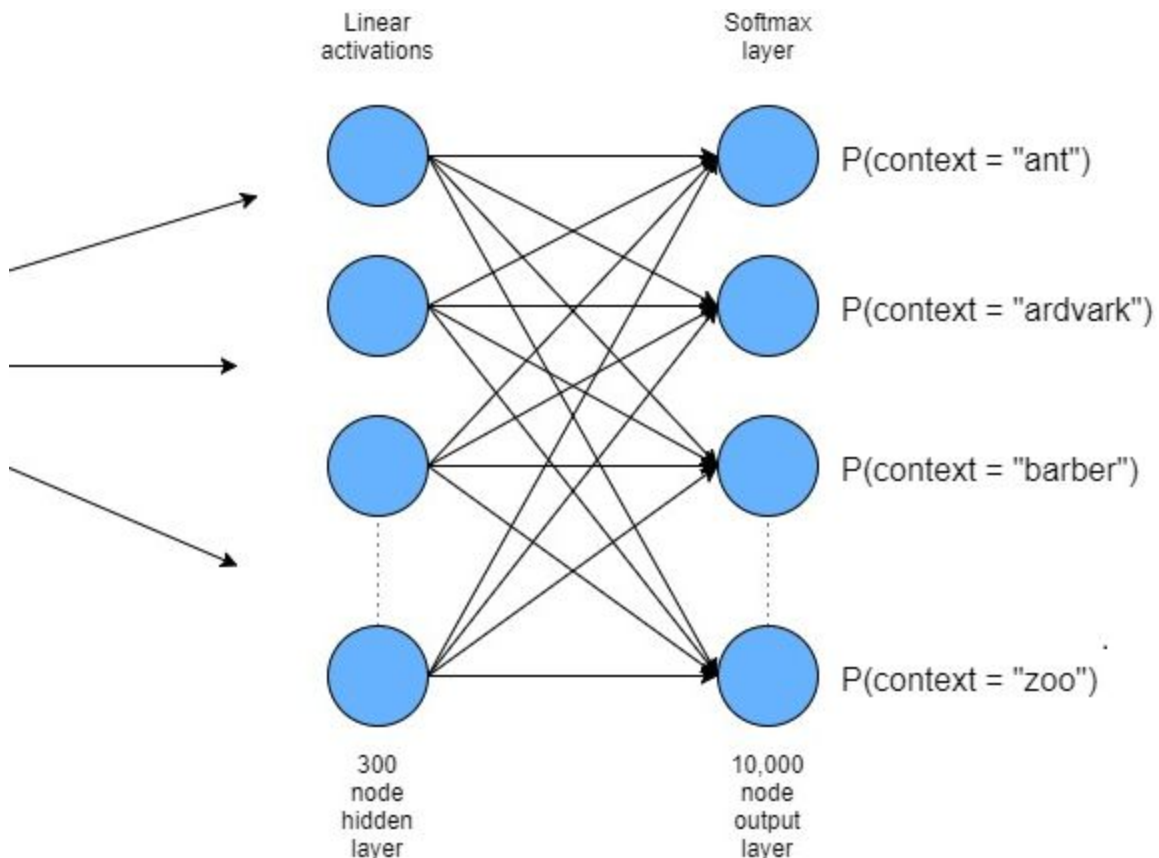 Linear
activations
Softmax
layer
P(context = "ant")
P(context = "ardvark")
P(context = "barber")
P(context = "zoo")
300
node
hidden
layer
10,000
node
output
layer